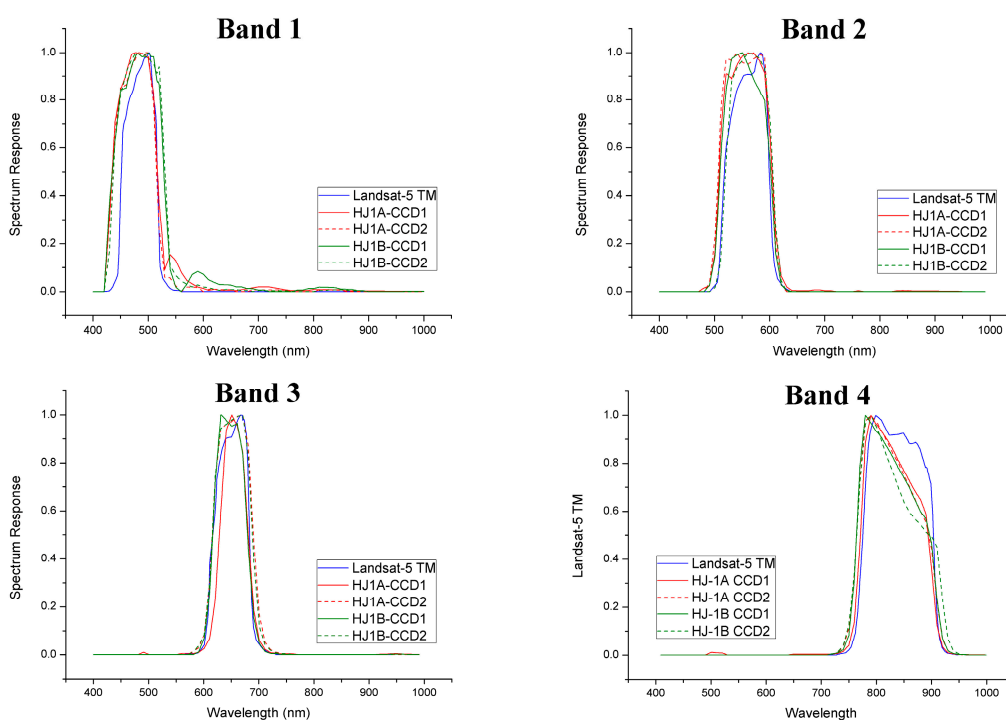 Band 1
1.0
0.8
0.6
0.4
0.2
0.0
Spectrum Response
Landsat-5 TM
HJ1A-CCD1
HJ1A-CCD2
HJ1B-CCD1
HJ1B-CCD2
400 500 600 700 800 900 1000
Wavelength (nm)
Band 2
1.0
0.8
0.6
0.4
0.2
0.0
Spectrum Response
Landsat-5 TM
HJ1A-CCD1
HJ1A-CCD2
HJ1B-CCD1
HJ1B-CCD2
400 500 600 700 800 900 1000
Wavelength (nm)
Band 3
1.0
0.8
0.6
0.4
0.2
0.0
Spectrum Response
Landsat-5 TM
HJ1A-CCD1
HJ1A-CCD2
HJ1B-CCD1
HJ1B-CCD2
400 500 600 700 800 900 1000
Wavelength (nm)
Band 4
1.0
0.8
0.6
0.4
0.2
0.0
Landsat-5 TM
Landsat-5 TM
HJ-1A CCD1
HJ-1A CCD2
HJ-1B CCD1
HJ-1B CCD2
400 500 600 700 800 900 1000
Wavelength